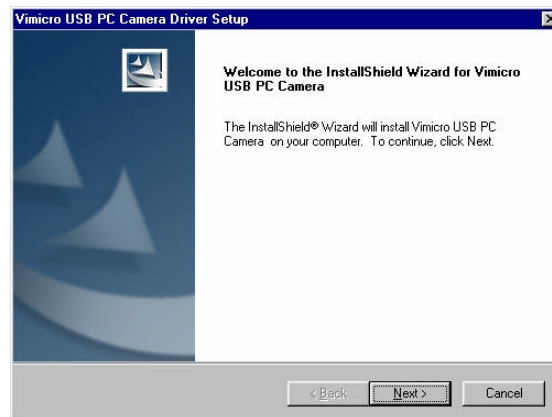 Vimicro USB PC Camera Driver Setup
Welcome to the InstallShield Wizard for Vimicro
USB PC Camera
The InstallShield® Wizard will install Vimicro USB PC
Camera on your computer. To continue, click Next.
< Back
Next >
Cancel